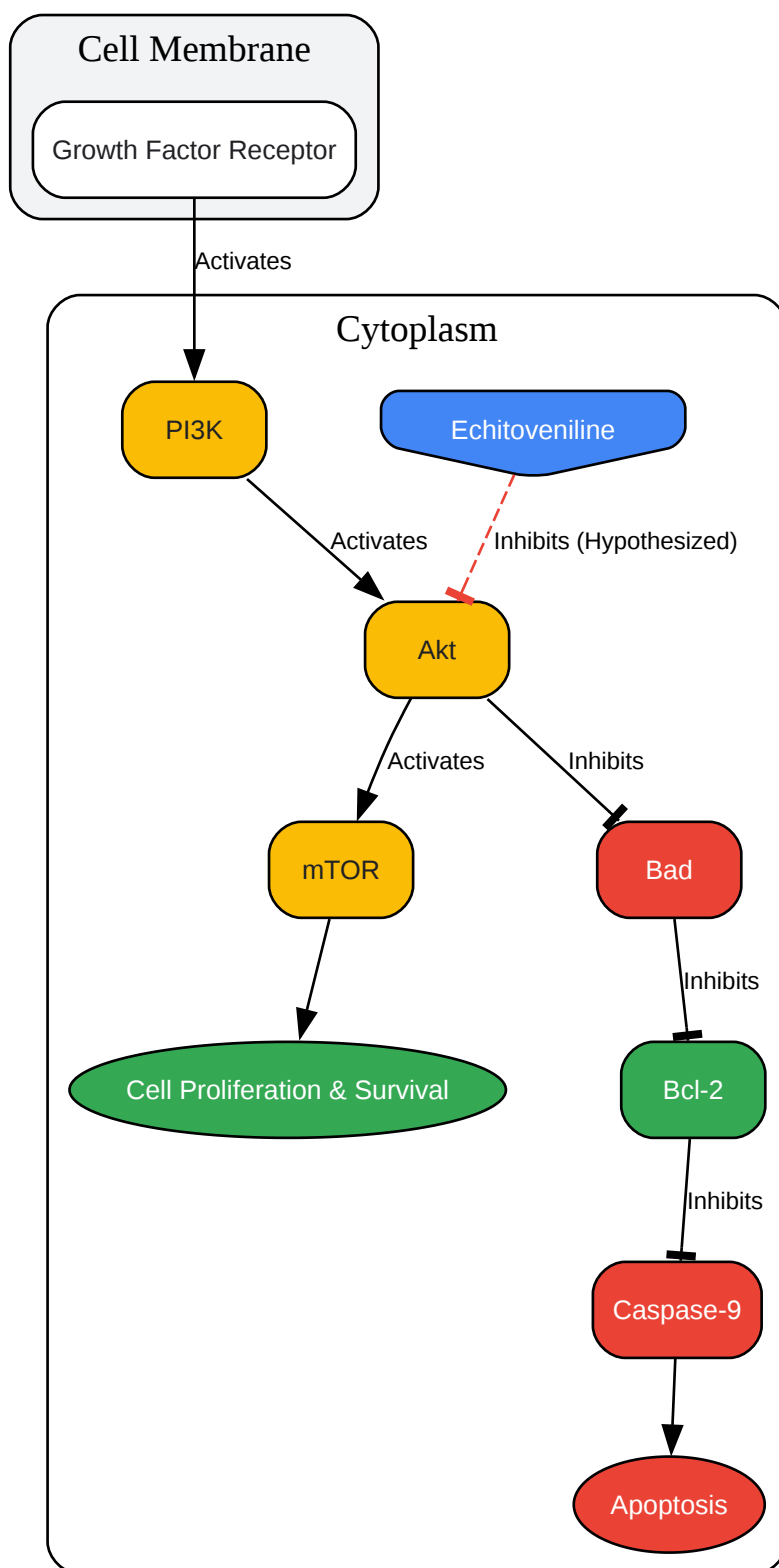 Cell Membrane
Growth Factor Receptor
Activates
Cytoplasm
PI3K
Echitoveniline
Activates
Inhibits (Hypothesized)
Akt
Activates
Inhibits
mTOR
Bad
Inhibits
Cell Proliferation & Survival
Bcl-2
Inhibits
Caspase-9
Apoptosis